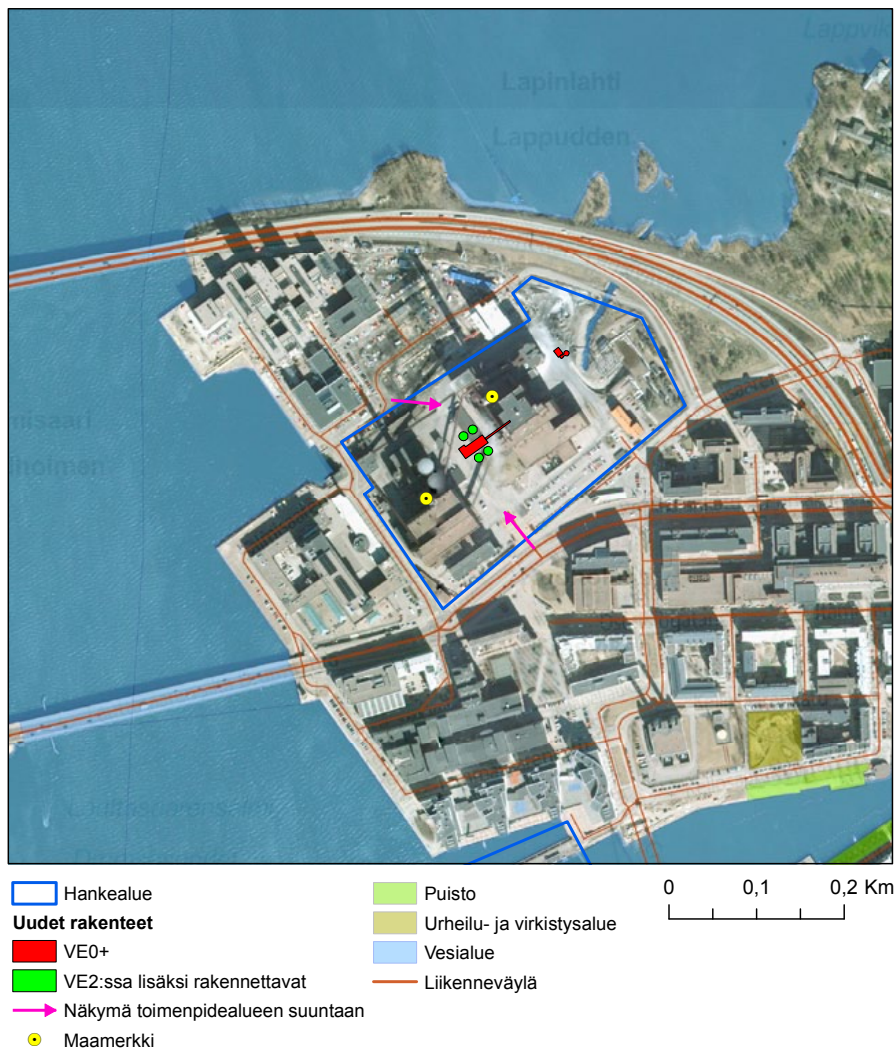 Lappvik
Lapinlahti
Lappudden
misaari
Hankealue
Uudet rakenteet
VE0+
VE2:ssa lisäksi rakennettavat
Näkymä toimenpidealueen suuntaan
Maamerkki
Puisto
Urheilu- ja virkistysalue
Vesialue
Liikenneväylä
0 0,1 0,2 Km